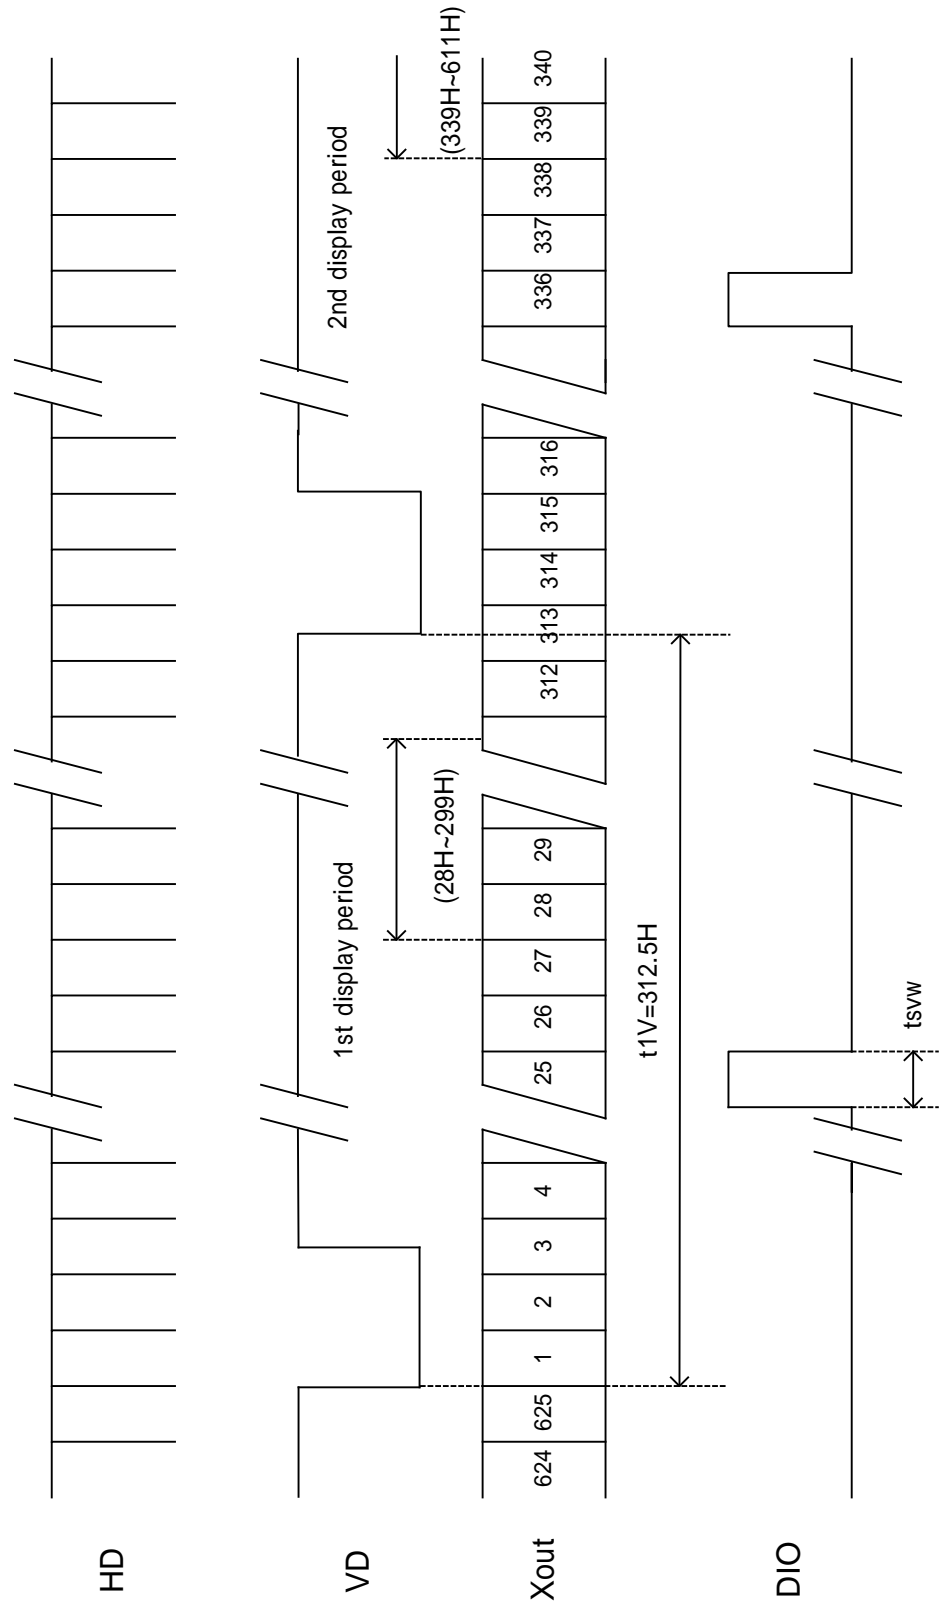 HD
VD
1st display period
2nd display period
(28H~299H)
(339H~611H)
Xout
624 625 1 2 3 4 25 26 27 28 29 312 313 314 315 316 336 337 338 339 340
t1V=312.5H
DIO
tsvw